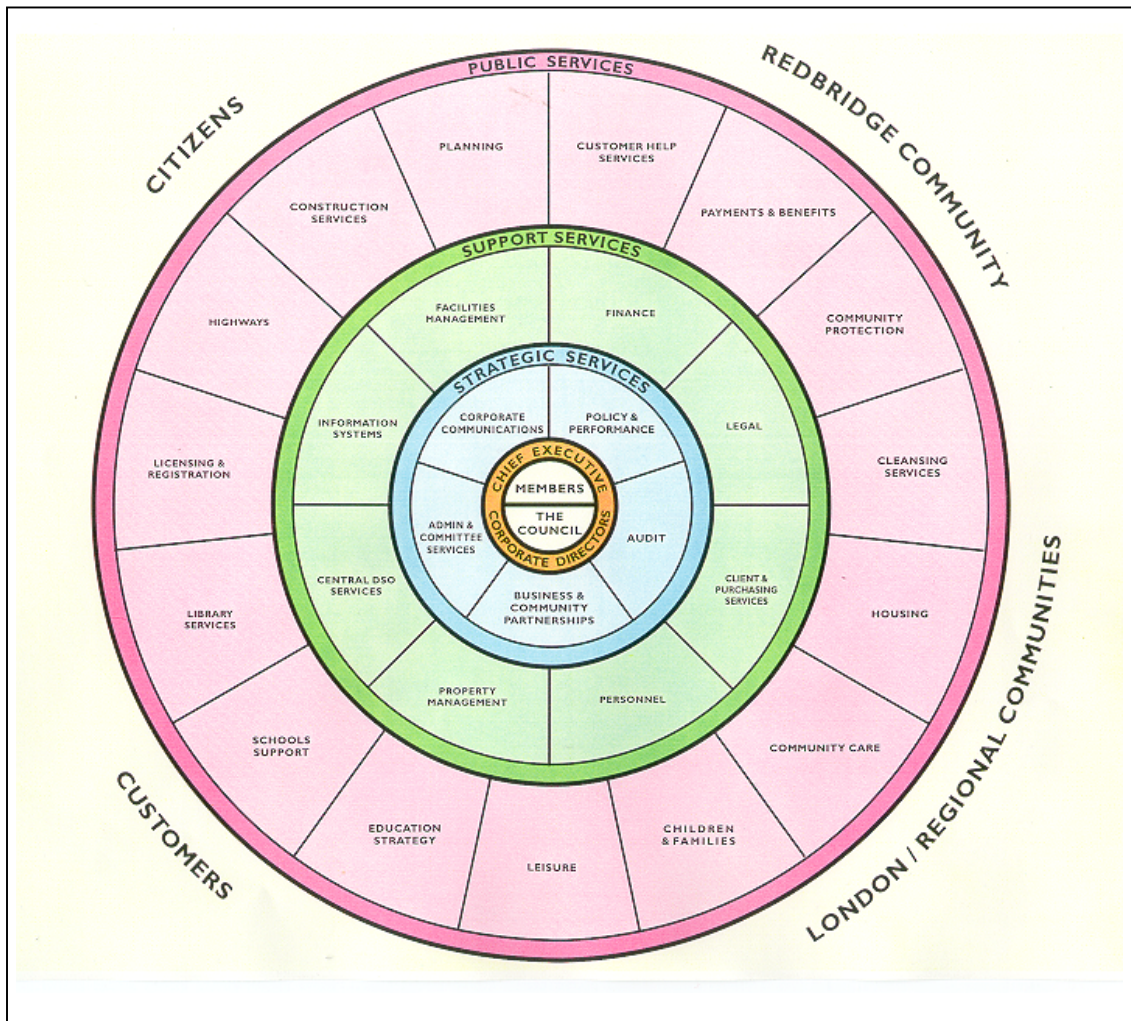 PUBLIC SERVICES
REDBRIDGE COMMUNITY
CITIZENS
PLANNING
CUSTOMER HELP
SERVICES
CONSTRUCTION
SERVICES
PAYMENTS & BENEFITS
SUPPORT SERVICES
HIGHWAYS
FACILITIES
MANAGEMENT
FINANCE
COMMUNITY
PROTECTION
STRATEGIC SERVICES
INFORMATION
SYSTEMS
CORPORATE
COMMUNICATIONS
POLICY &
PERFORMANCE
LEGAL
LICENSING &
REGISTRATION
CHIEF EXECUTIVE
CLEANSING
SERVICES
MEMBERS
THE
COUNCIL
CORPORATE DIRECTORS
ADMIN &
COMMITTEE
SERVICES
AUDIT
CENTRAL DSO
SERVICES
BUSINESS &
COMMUNITY
PARTNERSHIPS
CLIENT &
PURCHASING
SERVICES
LIBRARY
SERVICES
HOUSING
PROPERTY
MANAGEMENT
PERSONNEL
SCHOOLS
SUPPORT
COMMUNITY CARE
LONDON / REGIONAL COMMUNITIES
CUSTOMERS
EDUCATION
STRATEGY
LEISURE
CHILDREN
& FAMILIES